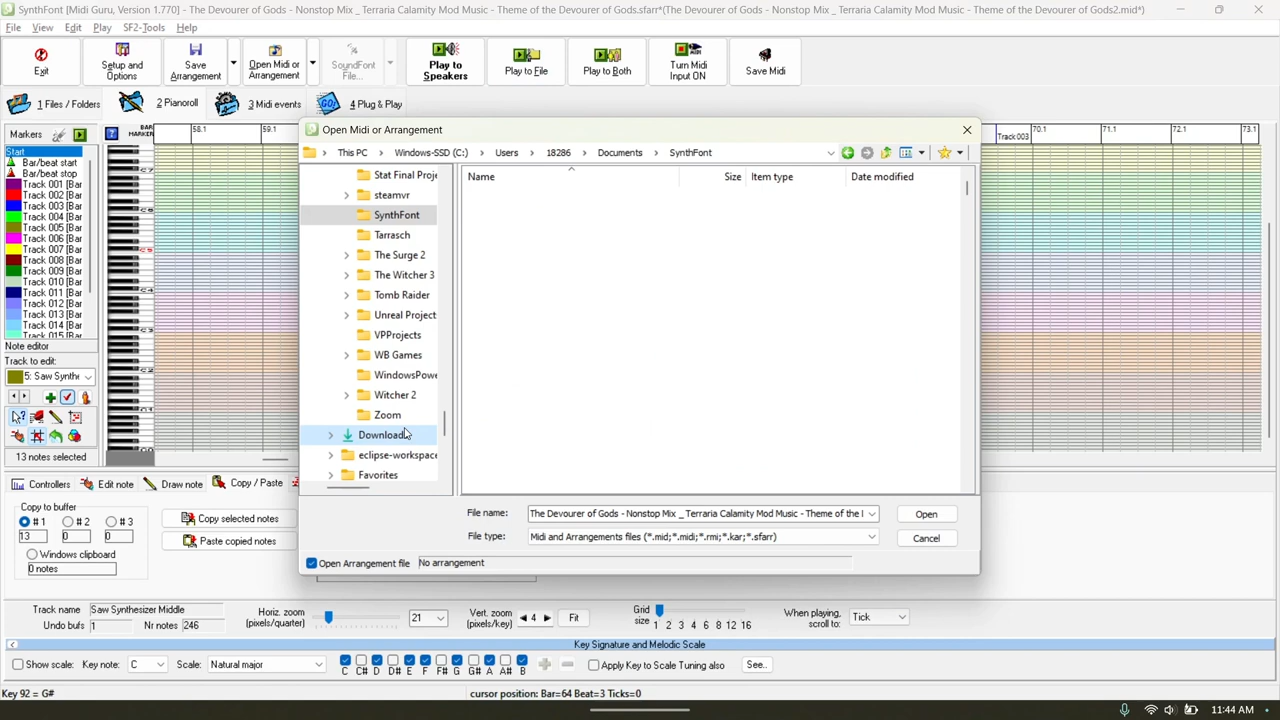 SynthFont [Midi Guru, Version 1.770] - The Devourer of Gods - Nonstop Mix _ Terraria Calamity Mod Music - Theme of the Devourer of Gods.sfarr*(The Devourer of Gods - Nonstop Mix _ Terraria Calamity Mod Music - Theme of the Devourer of Gods2.mid*)
File View Edit Play SF2-Tools Help
Exit
Setup and Options
Save Arrangement
Open Midi or Arrangement
SoundFont File...
Play to Speakers
Play to File
Play to Both
Turn Midi Input ON
Save Midi
1 Files / Folders
2 Pianoroll
3 Midi events
4 Plug & Play
Markers
BAR
MARKER
58.1
59.1
Track 003
70.1
71.1
72.1
73.1
Start
Bar/beat start
Bar/beat stop
Track 001 [Bar
Track 002 [Bar
Track 003 [Bar
Track 004 [Bar
Track 005 [Bar
Track 006 [Bar
Track 007 [Bar
Track 008 [Bar
Track 009 [Bar
Track 010 [Bar
Track 011 [Bar
Track 012 [Bar
Track 013 [Bar
Track 014 [Bar
Track 015 [Bar
Note editor
Track to edit:
5: Saw Synthe
13 notes selected
Open Midi or Arrangement
This PC > Windows-SSD (C:) > Users > 18286 > Documents > SynthFont
Name Size Item type Date modified
Stat Final Proje
steamvr
SynthFont
Tarrasch
The Surge 2
The Witcher 3
Tomb Raider
Unreal Project
VPProjects
WB Games
WindowsPowe
Witcher 2
Zoom
Downloads
eclipse-workspace
Favorites
File name: The Devourer of Gods - Nonstop Mix _ Terraria Calamity Mod Music - Theme of the I
Open
File type: Midi and Arrangements files (*.mid;*.midi;*.rmi;*.kar;*.sfarr)
Cancel
Open Arrangement file No arrangement
Controllers Edit note Draw note Copy / Paste
Copy to buffer
# 1 # 2 # 3
13 0 0
Windows clipboard
0 notes
Copy selected notes
Paste copied notes
Track name Saw Synthesizer Middle
Undo bufs 1 Nr notes 246
Horiz. zoom (pixels/quarter)
21
Vert. zoom (pixels/key)
4
Fit
Grid size
1 2 3 4 6 8 12 16
When playing, scroll to:
Tick
Key Signature and Melodic Scale
Show scale: Key note: C Scale: Natural major
C C# D D# E F F# G G# A A# B
Apply Key to Scale Tuning also
See..
Key 92 = G#
cursor position: Bar=64 Beat=3 Ticks=0
11:44 AM